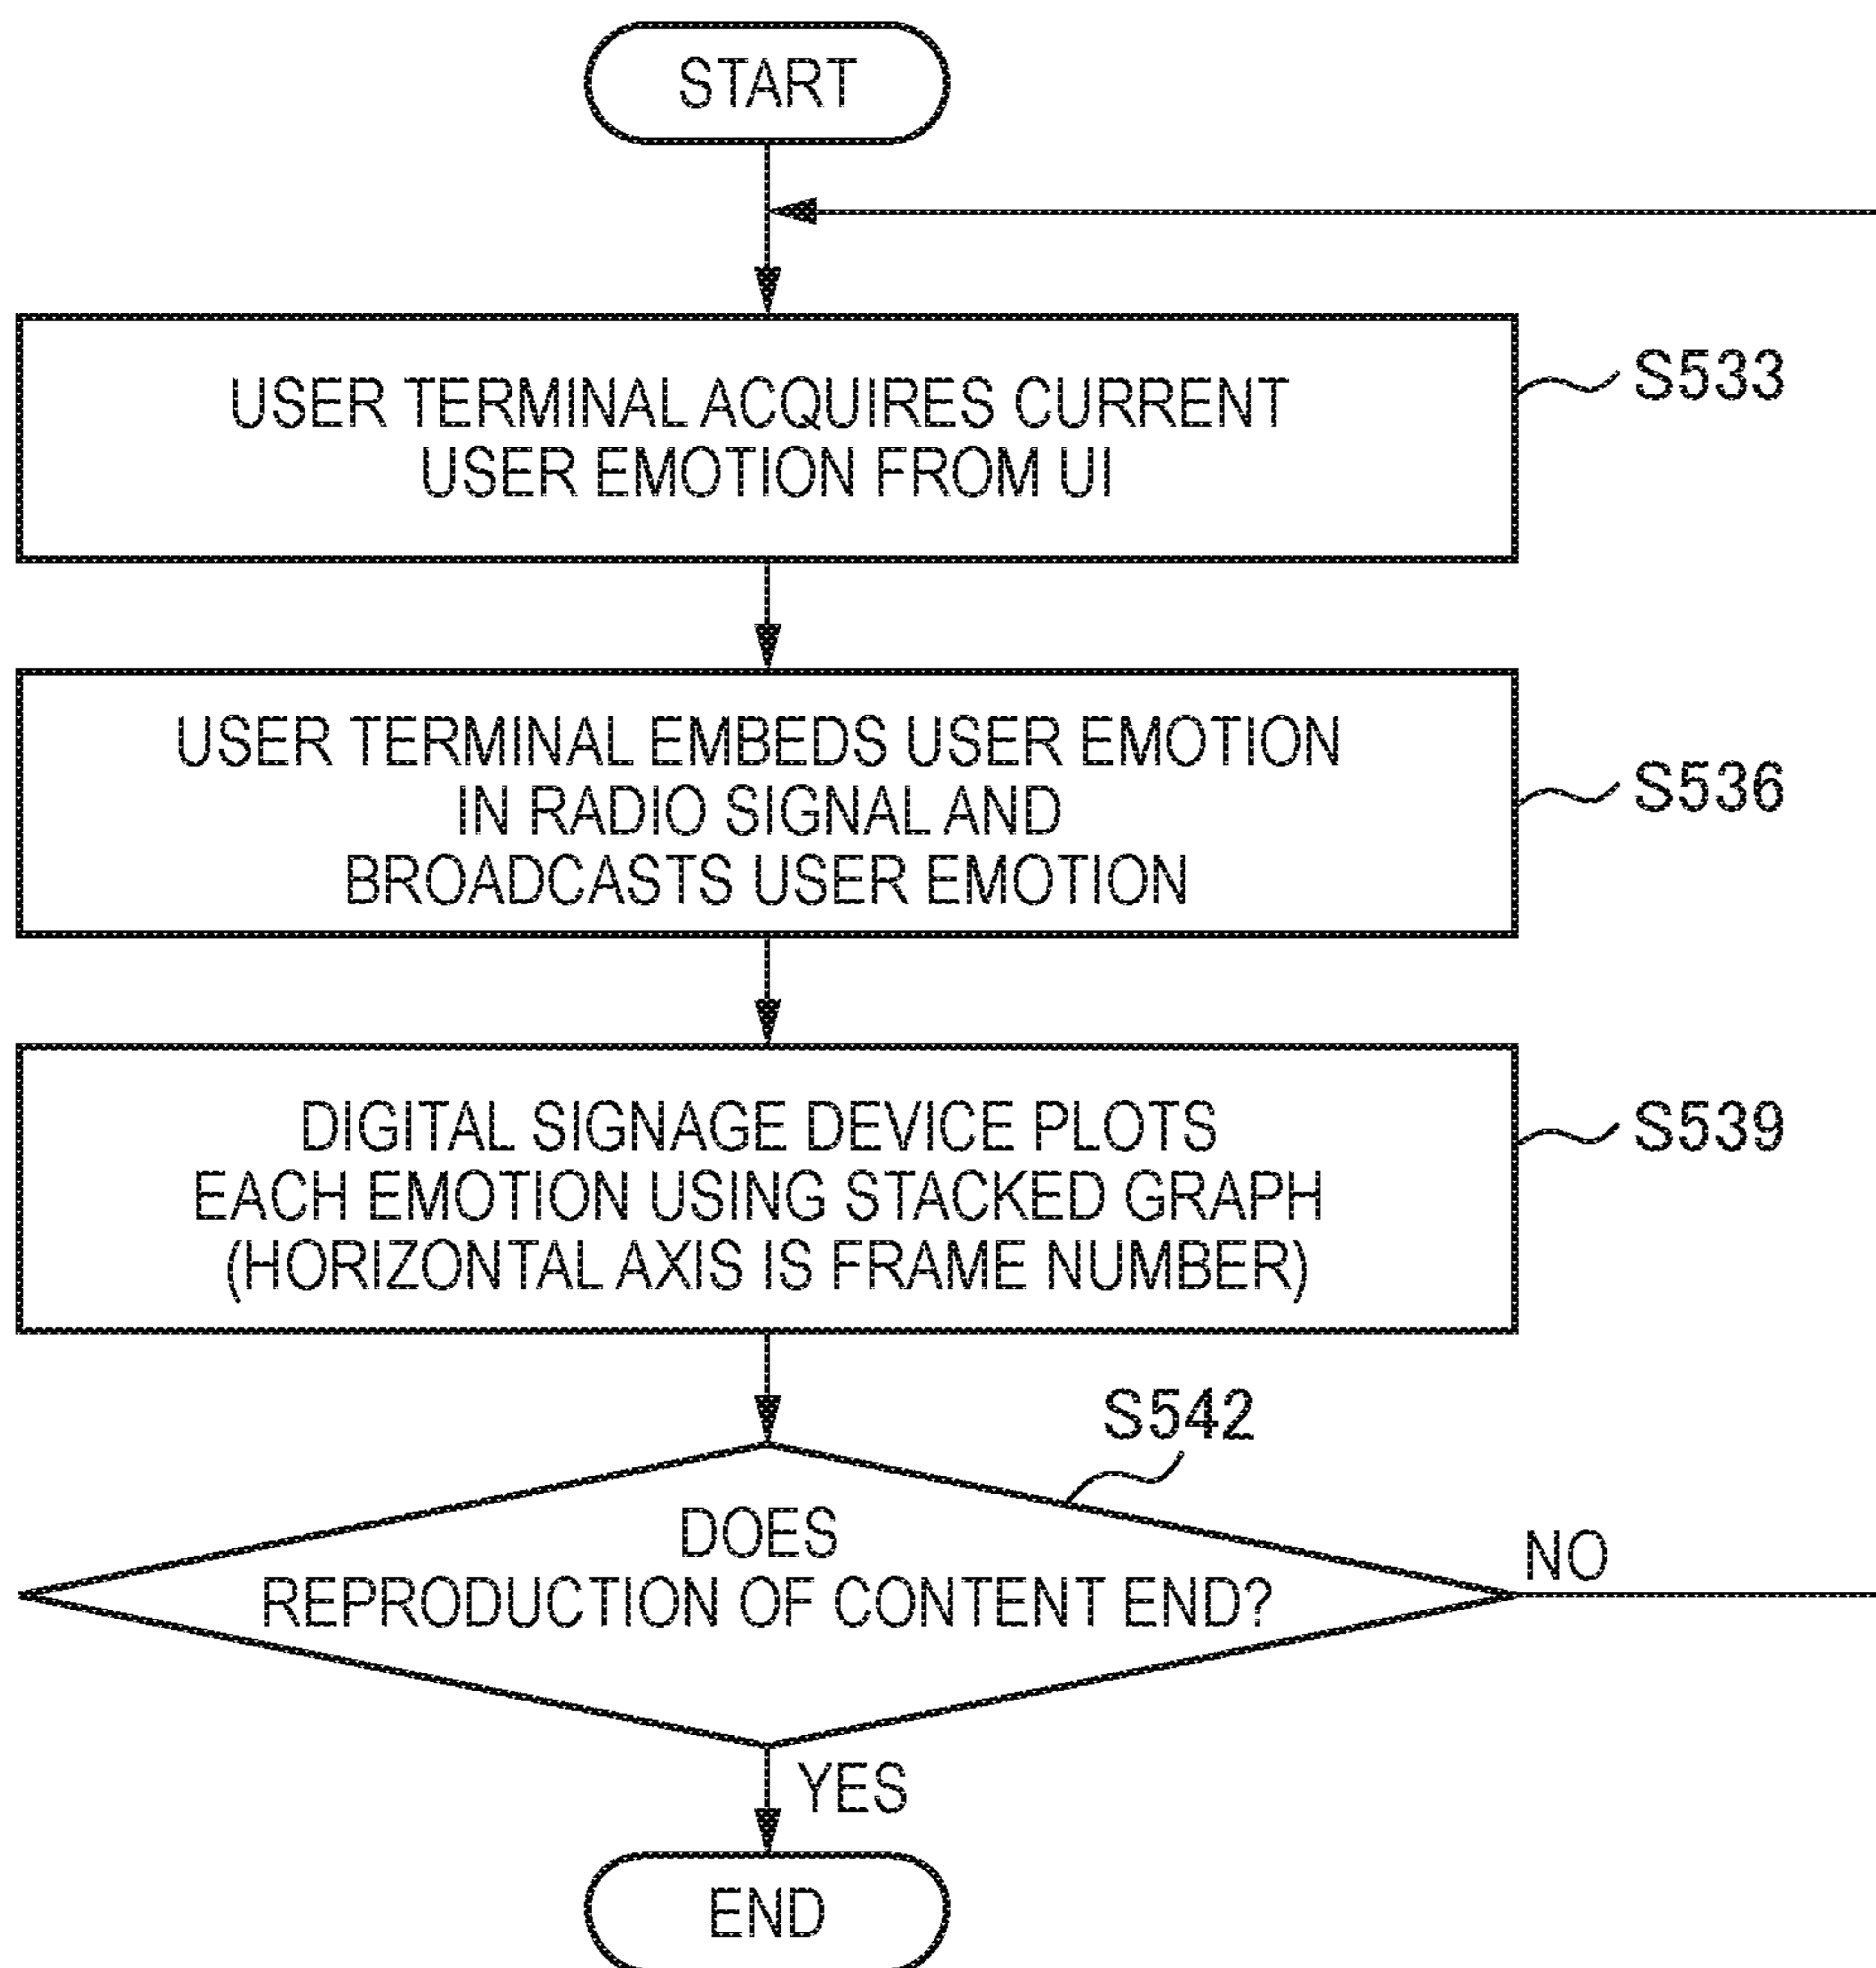 START
USER TERMINAL ACQUIRES CURRENT
USER EMOTION FROM UI
S533
USER TERMINAL EMBEDS USER EMOTION
IN RADIO SIGNAL AND
BROADCASTS USER EMOTION
S536
DIGITAL SIGNAGE DEVICE PLOTS
EACH EMOTION USING STACKED GRAPH
(HORIZONTAL AXIS IS FRAME NUMBER)
S539
S542
DOES
REPRODUCTION OF CONTENT END?
NO
YES
END